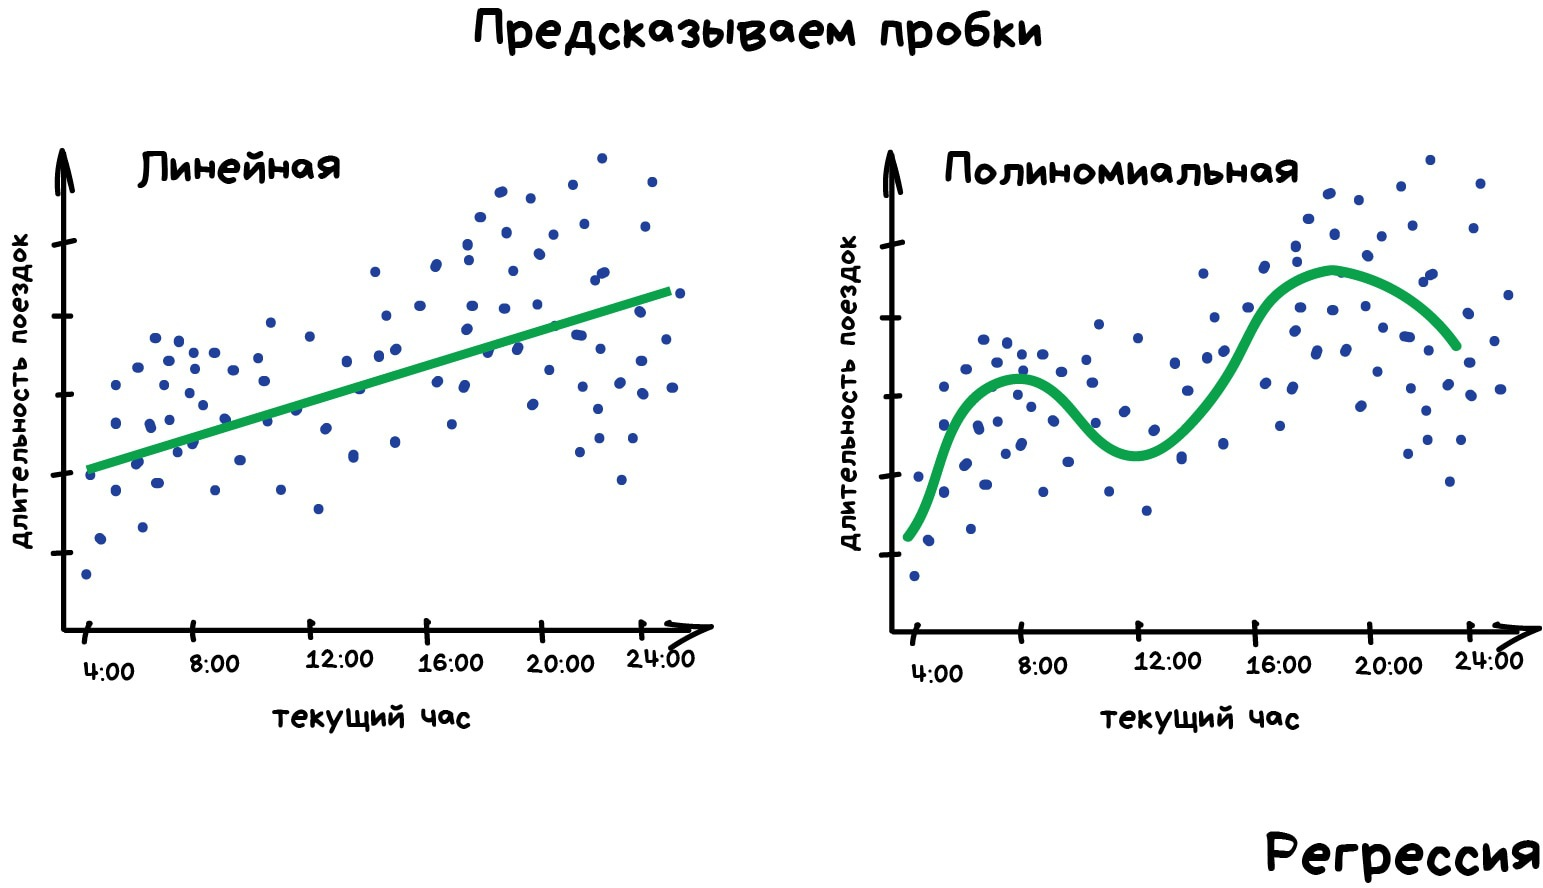 Предсказываем пробки
Линейная
длительность поездок
4:00 8:00 12:00 16:00 20:00 24:00
текущий час
Полиномиальная
длительность поездок
4:00 8:00 12:00 16:00 20:00 24:00
текущий час
Регрессия